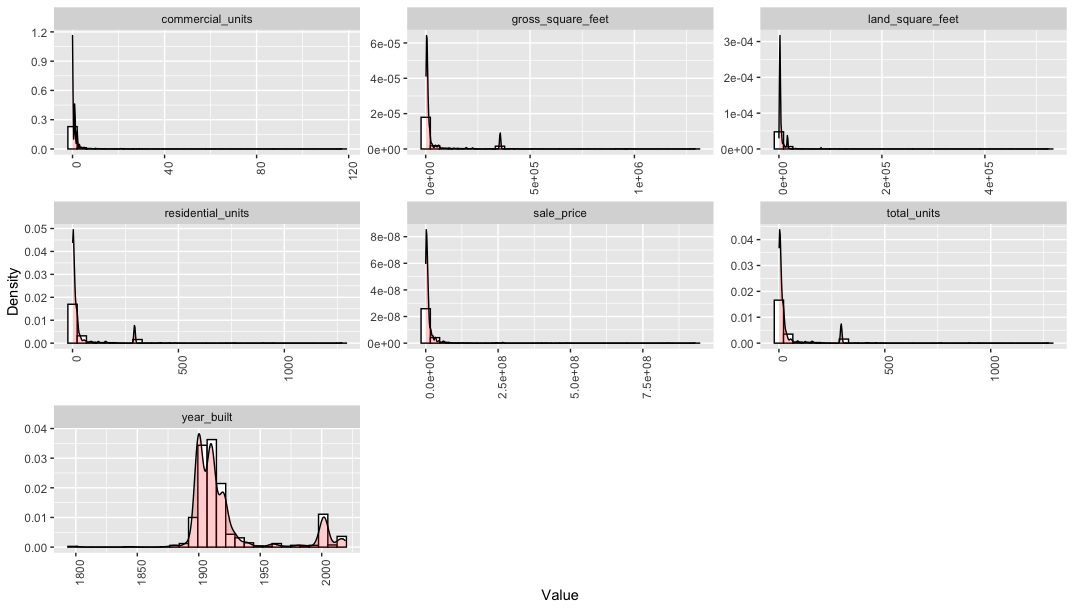 commercial_units
gross_square_feet
land_square_feet
1.2
0.9
0.6
0.3
0.0
0
40
80
120
6e-05
4e-05
2e-05
0e+00
0e+00
5e+05
1e+06
3e-04
2e-04
1e-04
0e+00
0e+00
2e+05
4e+05
residential_units
sale_price
total_units
Density
0.05
0.04
0.03
0.02
0.01
0.00
0
500
1000
8e-08
6e-08
4e-08
2e-08
0e+00
0.0e+00
2.5e+08
5.0e+08
7.5e+08
0.04
0.03
0.02
0.01
0.00
0
500
1000
year_built
0.04
0.03
0.02
0.01
0.00
1800
1850
1900
1950
2000
Value